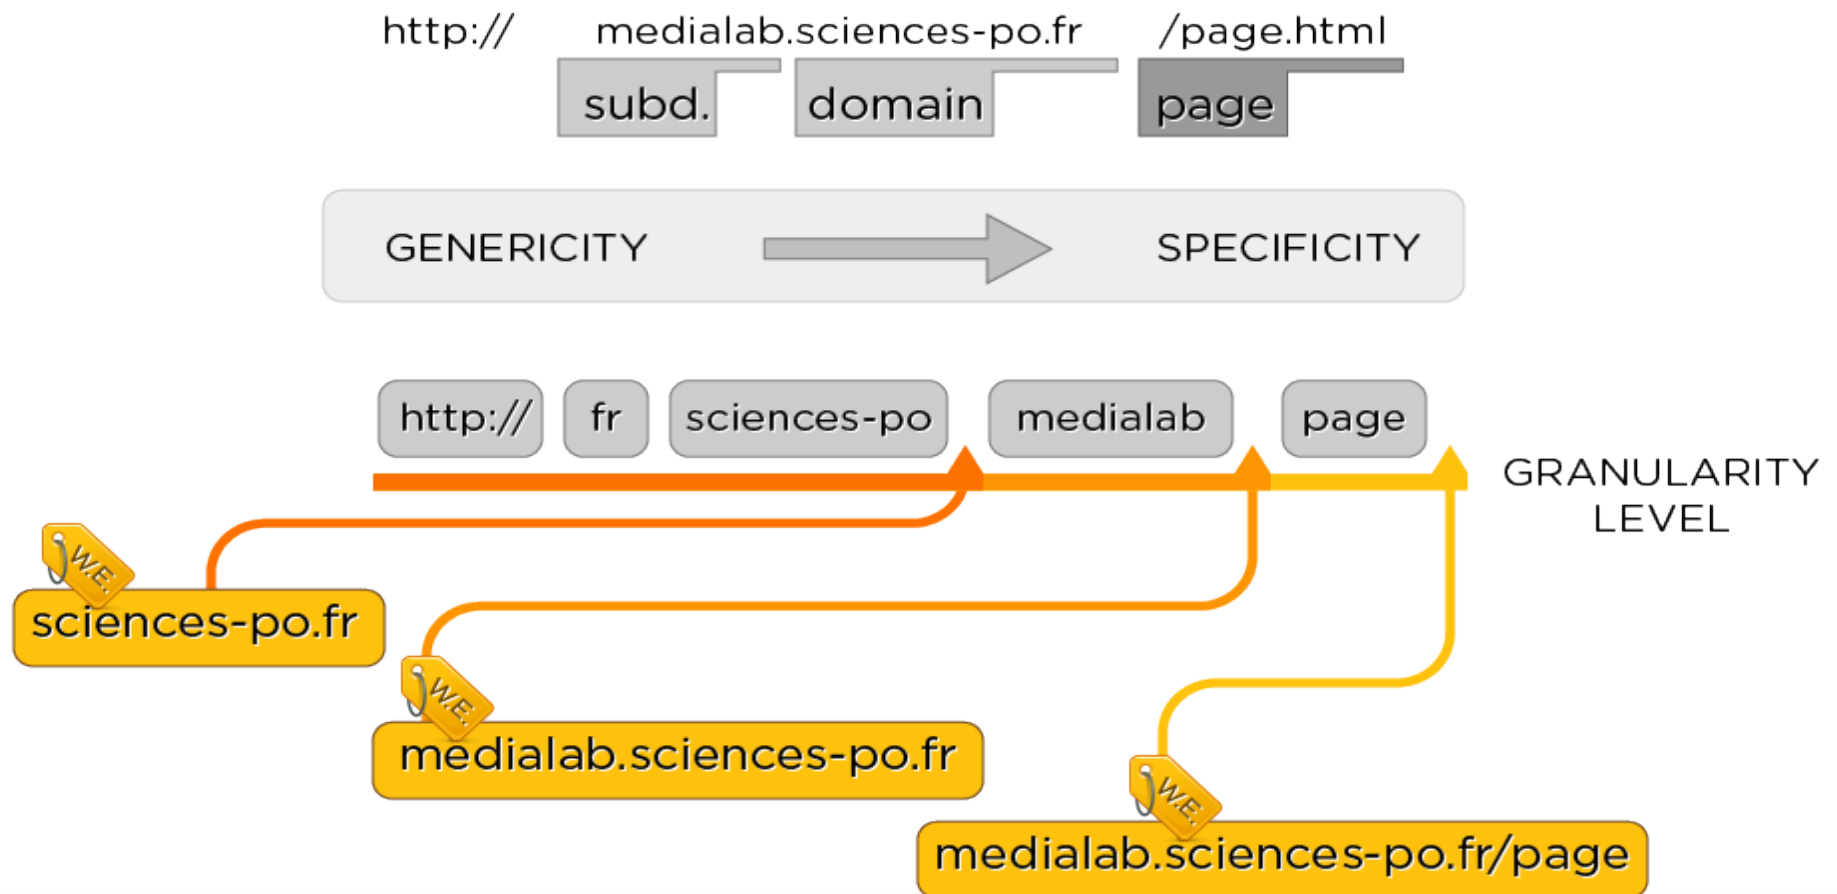 http:// medialab.sciences-po.fr /page.html
subd. domain page
GENERICITY SPECIFICITY
http:// fr sciences-po medialab page
GRANULARITY
LEVEL
W.E.
sciences-po.fr
W.E.
medialab.sciences-po.fr
W.E.
medialab.sciences-po.fr/page